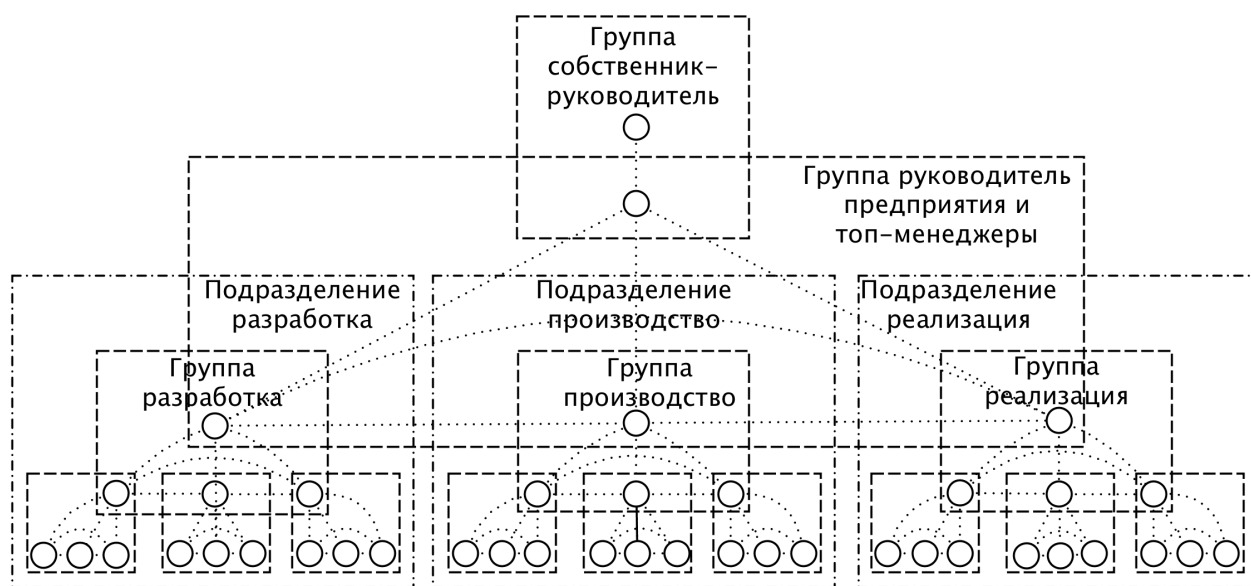 Группа
собственник-
руководитель
Группа руководитель
предприятия и
топ-менеджеры
Подразделение
разработка
Подразделение
производство
Подразделение
реализация
Группа
разработка
Группа
производство
Группа
реализация